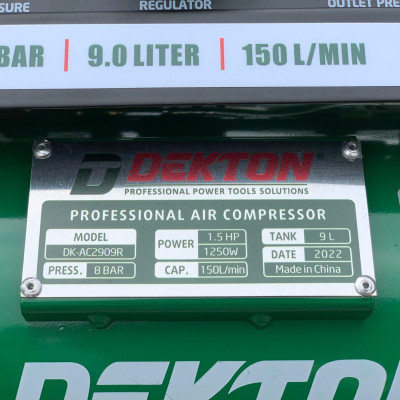 SURE REGULATOR OUTLET PRE
BAR | 9.0 LITER | 150 L/MIN
DEKTON
PROFESSIONAL POWER TOOLS SOLUTIONS
PROFESSIONAL AIR COMPRESSOR
MODEL POWER 1.5 HP TANK 9 L
DK-AC2909R 1250W DATE 2022
PRESS. 8 BAR CAP. 150L/min Made in China
DEKTON